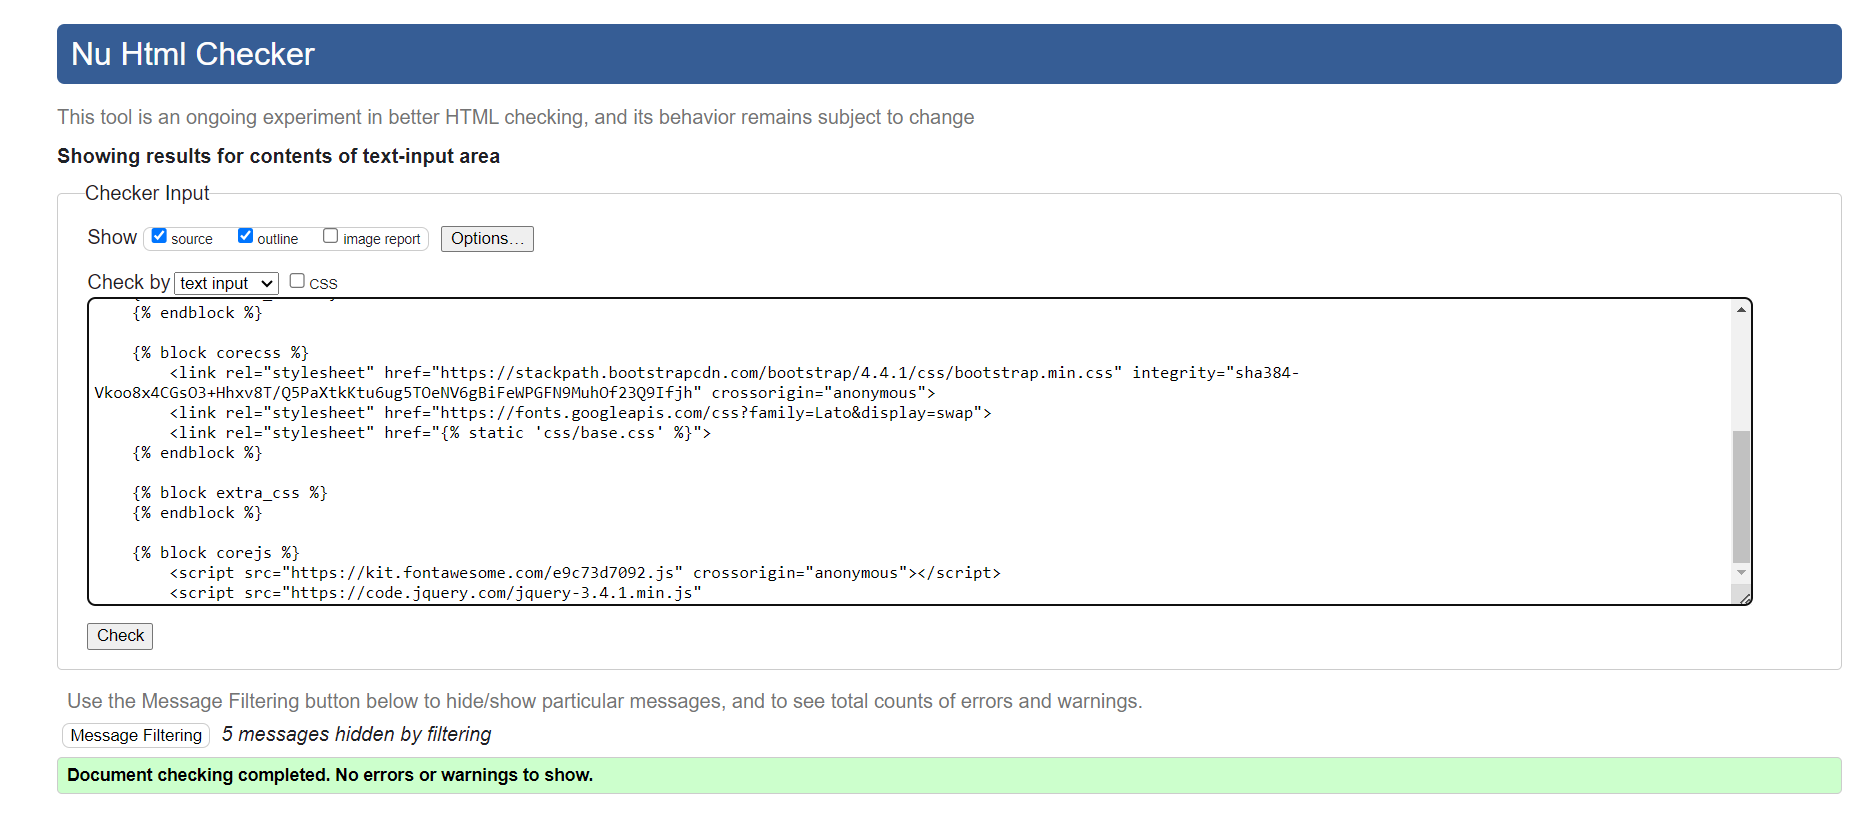 Nu Html Checker
This tool is an ongoing experiment in better HTML checking, and its behavior remains subject to change
Showing results for contents of text-input area
Checker Input
Show source outline image report Options...
Check by text input CSS
{% endblock %}
{% block corecss %}
<link rel="stylesheet" href="https://stackpath.bootstrapcdn.com/bootstrap/4.4.1/css/bootstrap.min.css" integrity="sha384-
Vkoo8x4CGsO3+Hhxv8T/Q5PaXtkKtu6ug5TOeNV6gBiFeWPGFN9MuhOf23Q9Ifjh" crossorigin="anonymous">
<link rel="stylesheet" href="https://fonts.googleapis.com/css?family=Lato&display=swap">
<link rel="stylesheet" href="{% static 'css/base.css' %}">
{% endblock %}
{% block extra_css %}
{% endblock %}
{% block corejs %}
<script src="https://kit.fontawesome.com/e9c73d7092.js" crossorigin="anonymous"></script>
<script src="https://code.jquery.com/jquery-3.4.1.min.js"
Check
Use the Message Filtering button below to hide/show particular messages, and to see total counts of errors and warnings.
Message Filtering 5 messages hidden by filtering
Document checking completed. No errors or warnings to show.